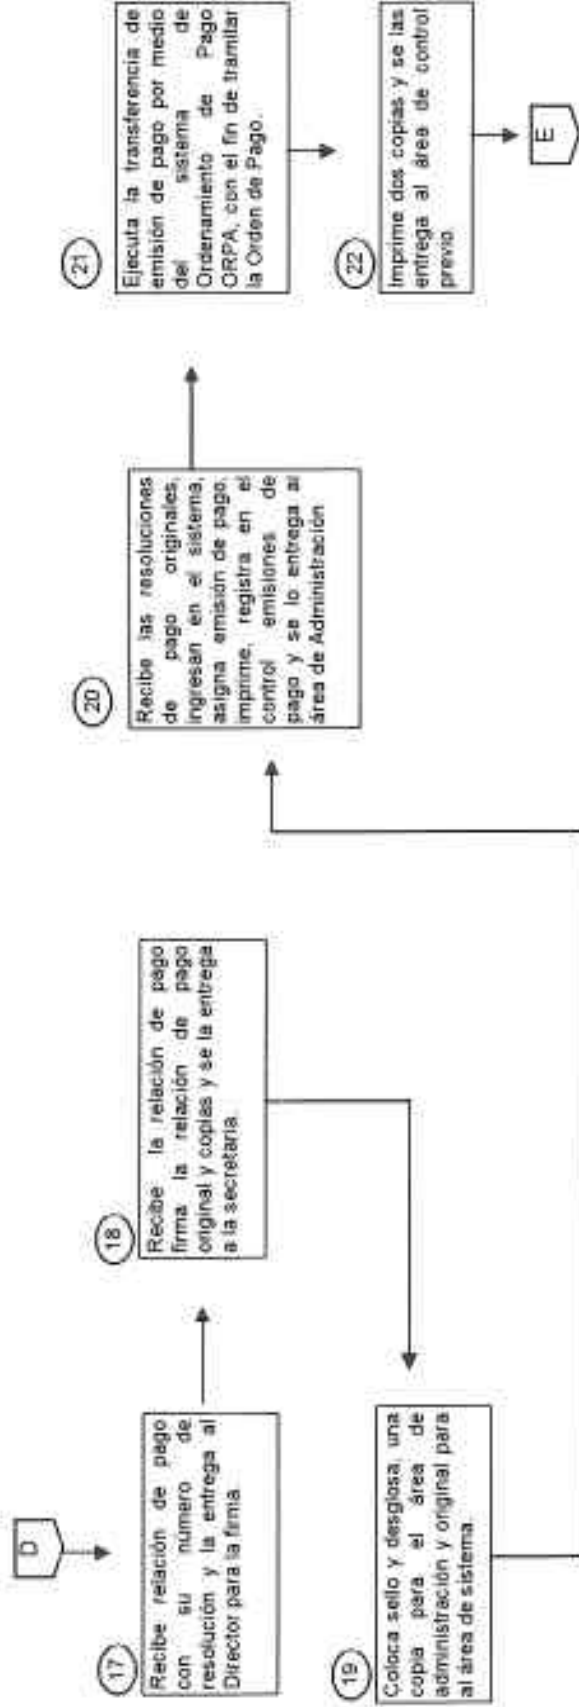 D
17
Recibe relación de pago
con su número de
resolución y la entrega al
Director para la firma.
18
Recibe la relación de pago
firma la relación de pago
original y copias y se la entrega
a la secretaria.
19
Coloca sello y desglosa, una
copia para el área de
administración y original para
al área de sistema.
20
Recibe las resoluciones
de pago originales,
ingresan en el sistema,
asigna emisión de pago,
imprime, registra en el
control emisiones de
pago y se lo entrega al
área de Administración
21
Ejecuta la transferencia de
emisión de pago por medio
del sistema de
Ordenamiento de Pago
ORPA, con el fin de tramitar
la Orden de Pago.
22
Imprime dos copias y se las
entrega al área de control
previo.
E